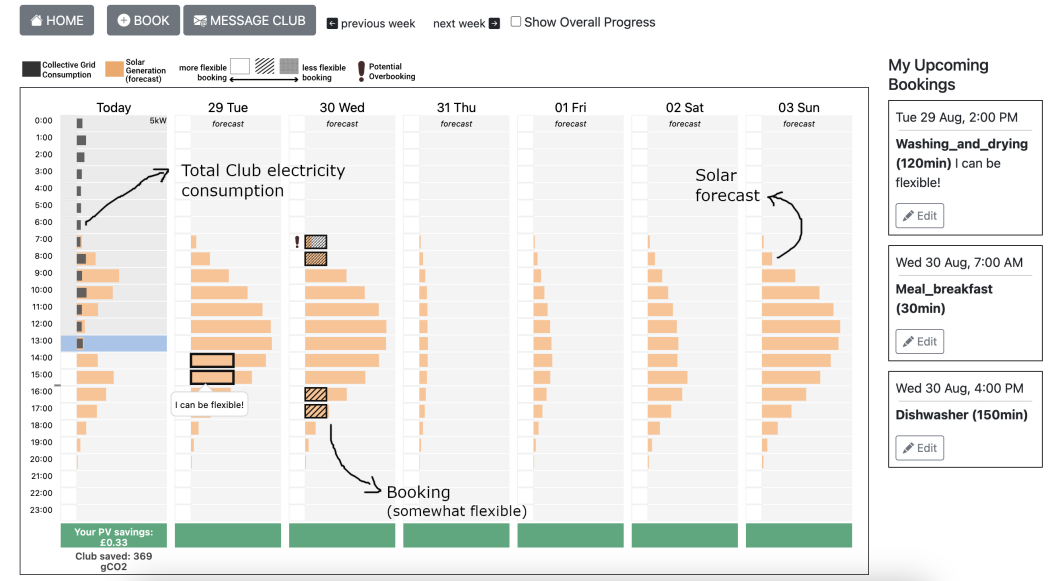 HOME
BOOK
MESSAGE CLUB
previous week
next week
Show Overall Progress
Collective Grid
Consumption
Solar
Generation
(forecast)
more flexible
booking
less flexible
booking
Potential
Overbooking
Today
29 Tue
30 Wed
31 Thu
01 Fri
02 Sat
03 Sun
5kW
forecast
forecast
forecast
forecast
forecast
forecast
0:00
1:00
2:00
3:00
4:00
5:00
6:00
7:00
8:00
9:00
10:00
11:00
12:00
13:00
14:00
15:00
16:00
17:00
18:00
19:00
20:00
21:00
22:00
23:00
Total Club electricity
consumption
Solar
forecast
!
I can be flexible!
Booking
(somewhat flexible)
Your PV savings:
£0.33
Club saved: 369
gCO2
My Upcoming
Bookings
Tue 29 Aug, 2:00 PM
Washing_and_drying
(120min) I can be
flexible!
Edit
Wed 30 Aug, 7:00 AM
Meal_breakfast
(30min)
Edit
Wed 30 Aug, 4:00 PM
Dishwasher (150min)
Edit